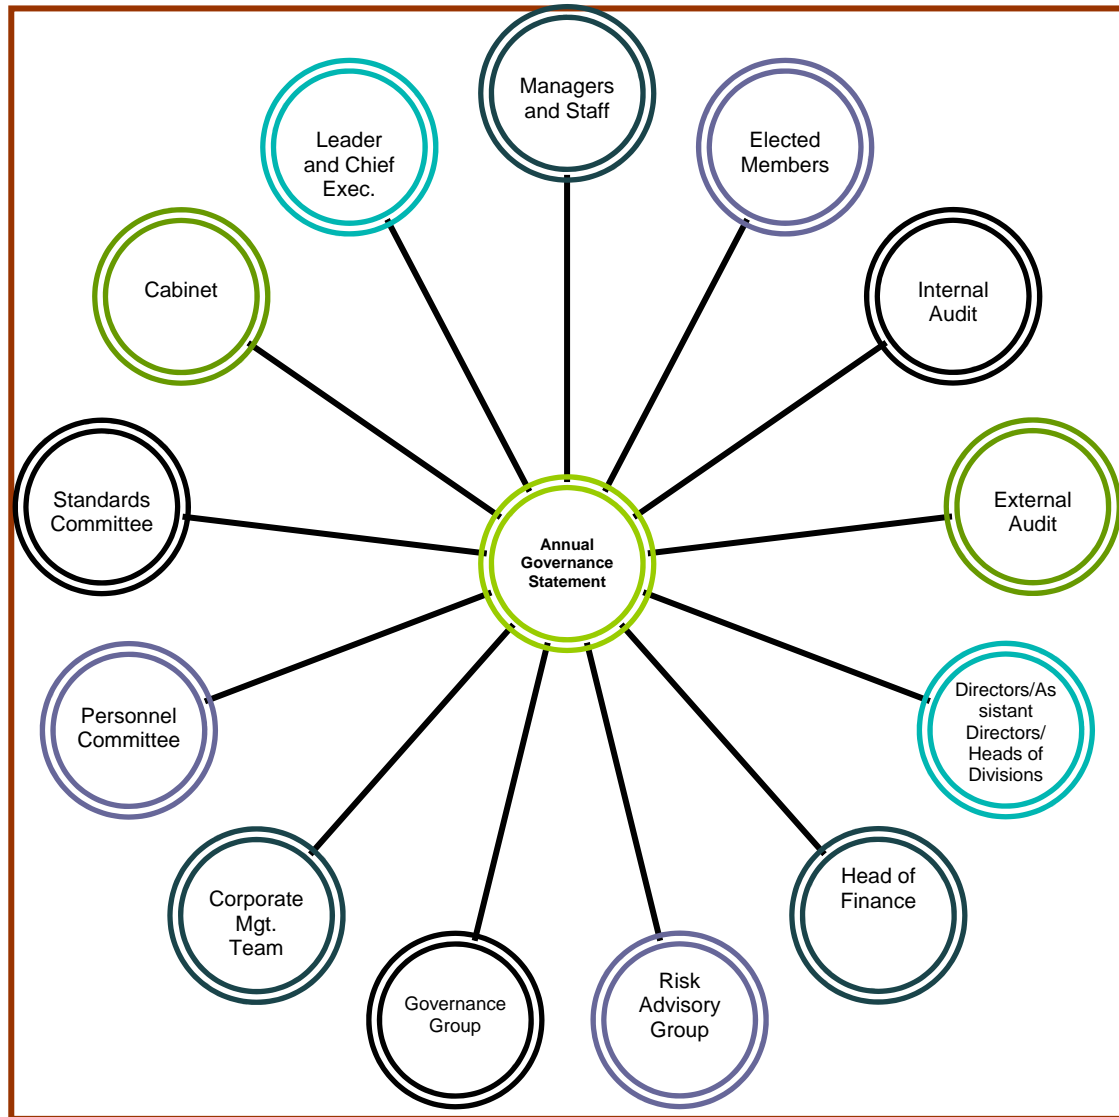 Managers
and Staff
Elected
Members
Internal
Audit
External
Audit
Directors/As
sistant
Directors/
Heads of
Divisions
Head of
Finance
Risk
Advisory
Group
Governance
Group
Corporate
Mgt.
Team
Personnel
Committee
Standards
Committee
Cabinet
Leader
and Chief
Exec.
Annual
Governance
Statement